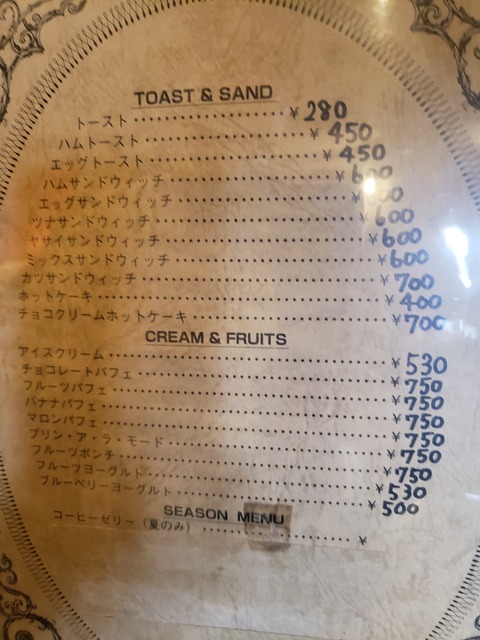 TOAST & SAND
トースト ¥280
ハムトースト ¥450
エッグトースト ¥450
ハムサンドウィッチ ¥600
エッグサンドウィッチ ¥
ツナサンドウィッチ ¥600
ヤサイサンドウィッチ ¥600
ミックスサンドウィッチ ¥600
カツサンドウィッチ ¥700
ホットケーキ ¥400
チョコクリームホットケーキ ¥700
CREAM & FRUITS
アイスクリーム ¥530
チョコレートパフェ ¥750
フルーツパフェ ¥750
バナナパフェ ¥750
マロンパフェ ¥750
プリン・ア・ラ・モード ¥750
フルーツポンチ ¥750
フルーツヨーグルト ¥530
ブルーベリーヨーグルト ¥500
SEASON MENU
コーヒーゼリー (夏のみ) ¥